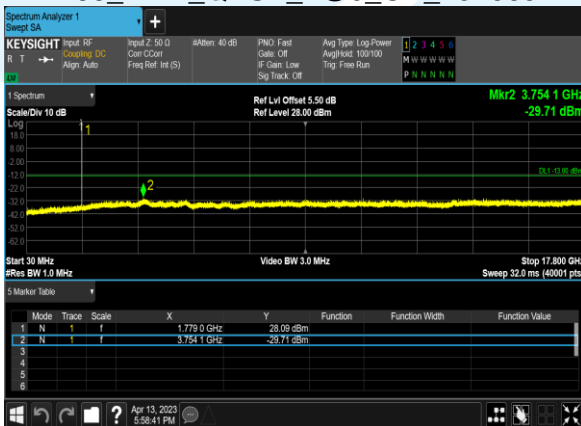 Spectrum Analyzer 1
Swept SA
+
KEYSIGHT Input: RF Input Z: 50 Ω #Atten: 40 dB PNO: Fast Avg Type: Log-Power 1 2 3 4 5 6
R T Coupling: DC Corr CCorr Gate: Off Avg|Hold: 100/100 M W W W W W
Align: Auto Freq Ref: Int (S) IF Gain: Low Trig: Free Run
Sig Track: Off P N N N N N
1 Spectrum Ref Lvl Offset 5.50 dB Mkr2 3.754 1 GHz
Scale/Div 10 dB Ref Level 28.00 dBm -29.71 dBm
Log
18.0 1
8.00
-2.00
-12.0 DL1 -13.00 dBm
-22.0 2
-32.0
-42.0
-52.0
-62.0
Start 30 MHz Video BW 3.0 MHz Stop 17.800 GHz
#Res BW 1.0 MHz Sweep 32.0 ms (40001 pts
5 Marker Table
Mode Trace Scale X Y Function Function Width Function Value
1 N 1 f 1.779 0 GHz 28.09 dBm
2 N 1 f 3.754 1 GHz -29.71 dBm
3
4
5
6
? Apr 13, 2023
5:58:41 PM